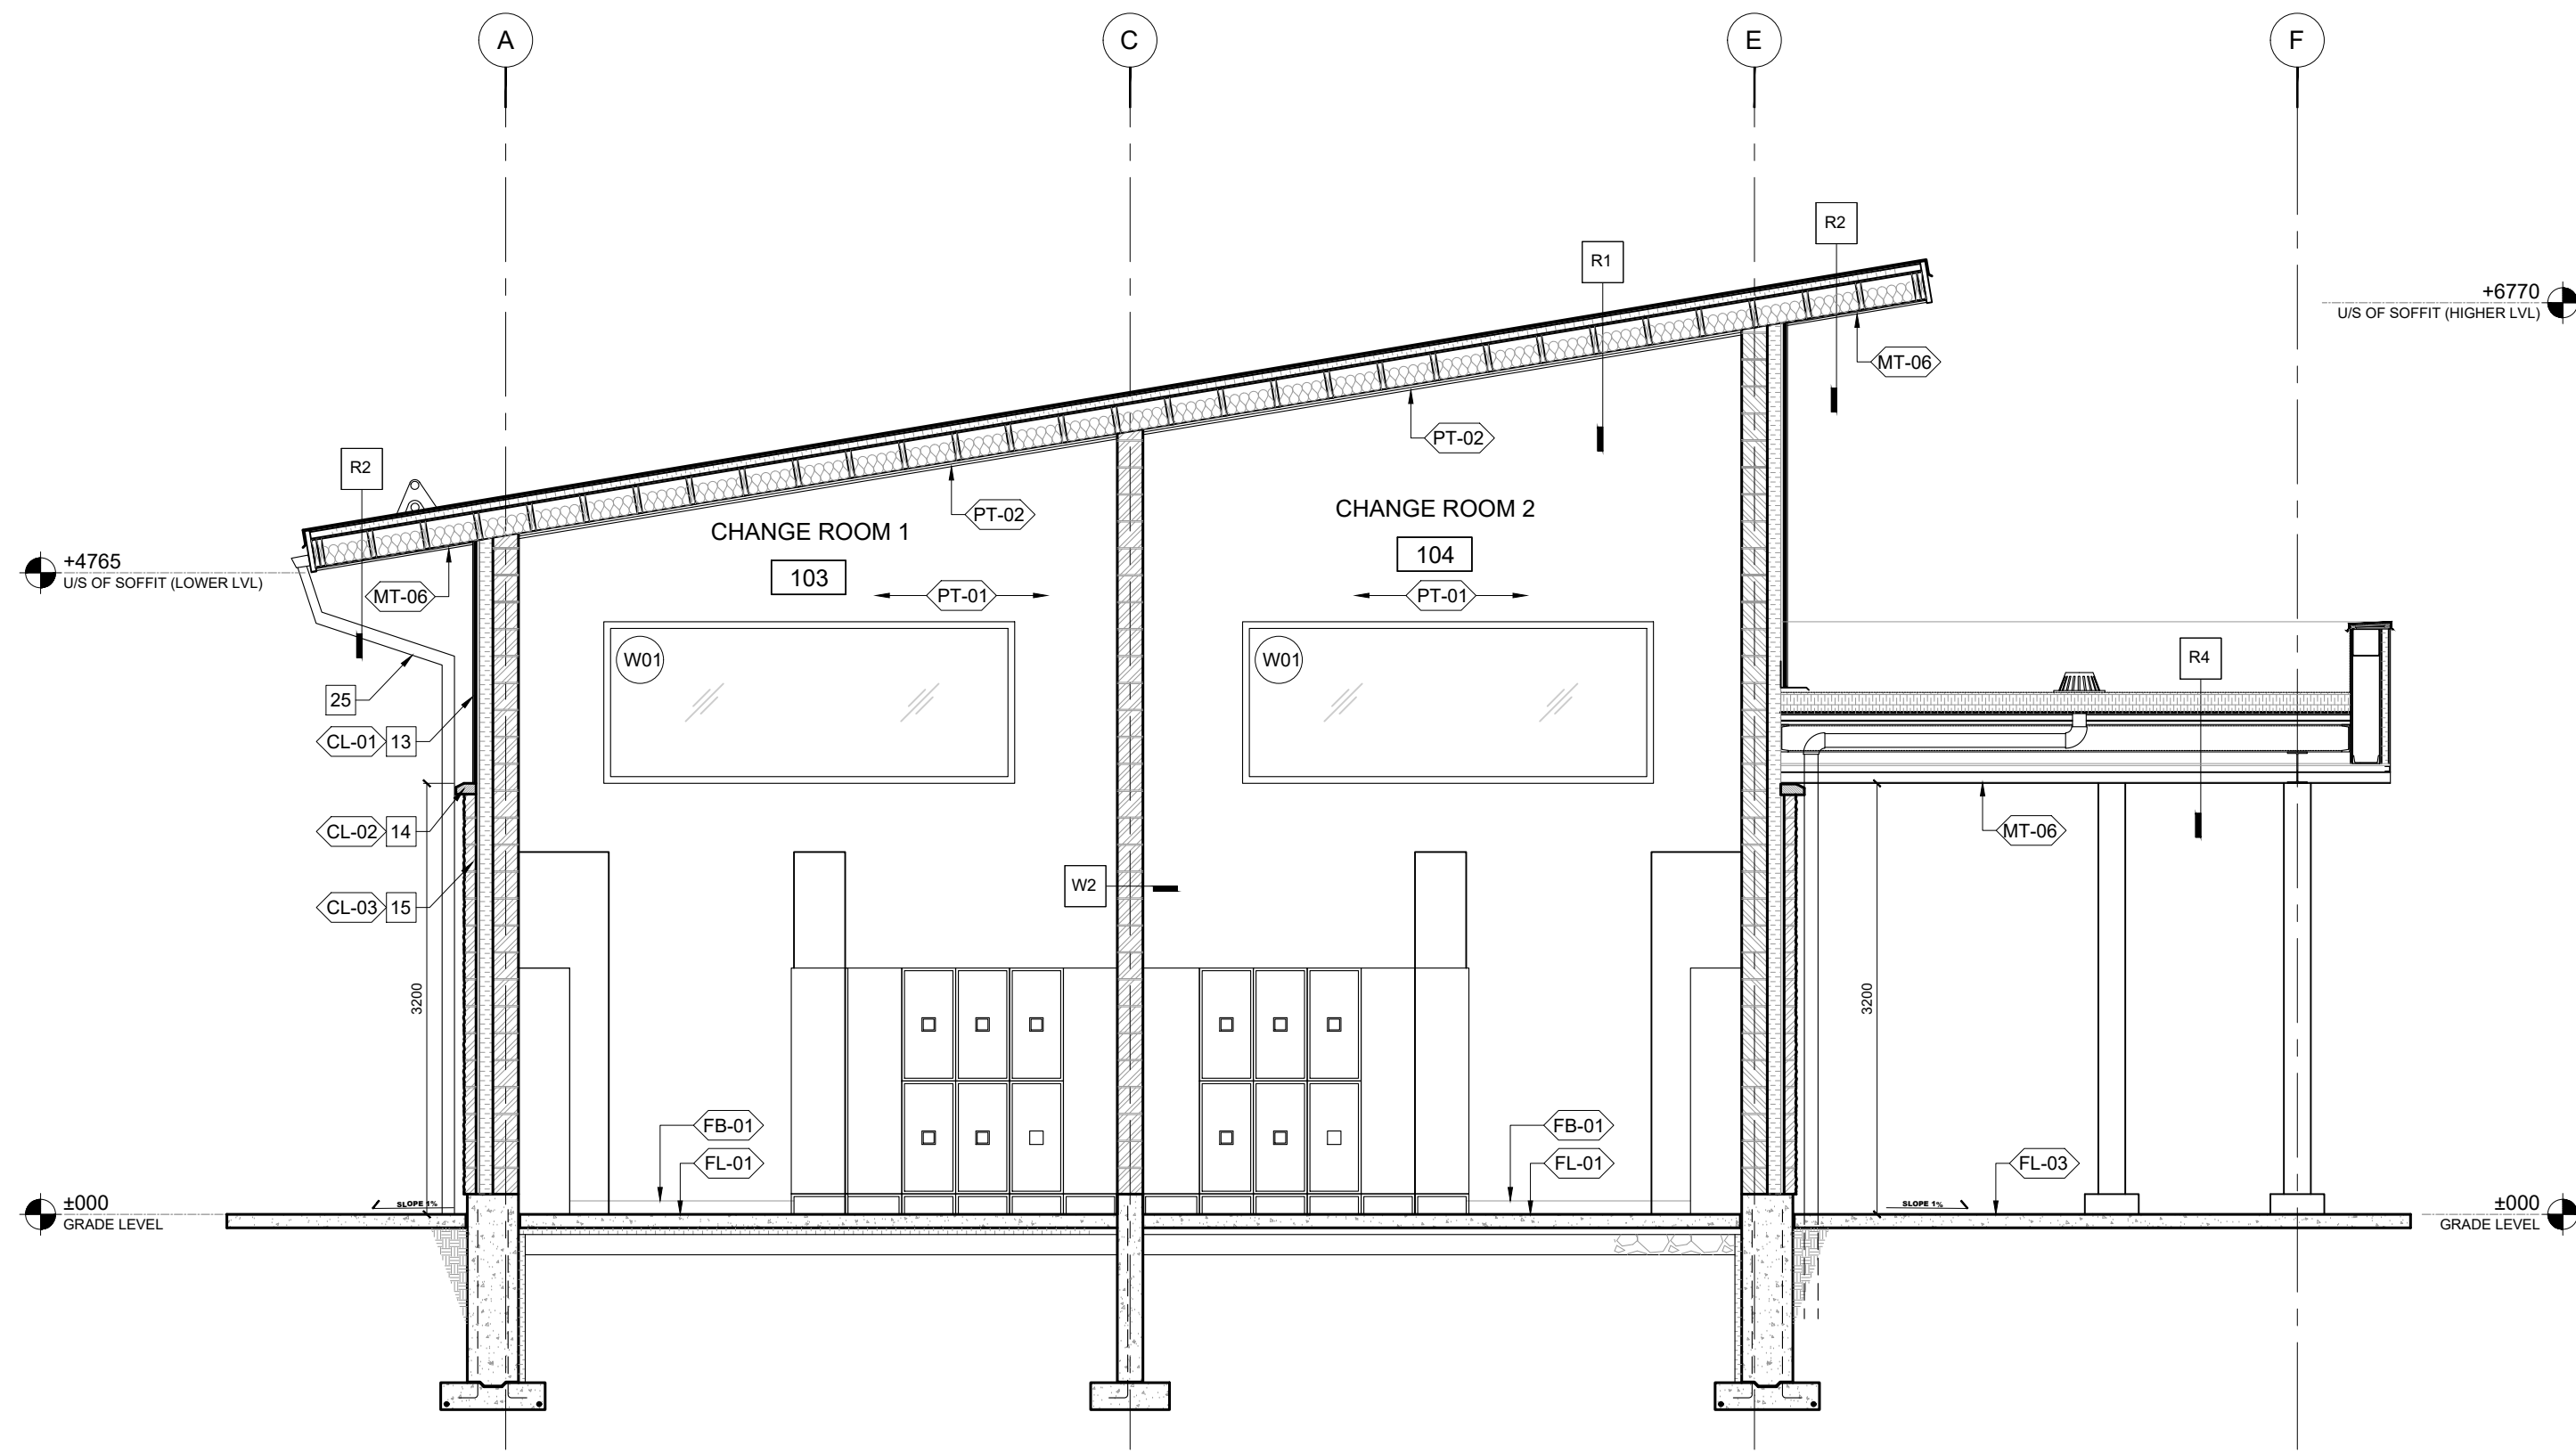 A
C
E
F
R2
R1
+6770
U/S OF SOFFIT (HIGHER LVL)
MT-06
PT-02
R2
PT-02
CHANGE ROOM 1
CHANGE ROOM 2
103
104
+4765
U/S OF SOFFIT (LOWER LVL)
MT-06
PT-01
PT-01
W01
W01
R4
25
CL-01 13
CL-02 14
MT-06
CL-03 15
W2
3200
3200
FB-01
FB-01
FL-01
FL-01
FL-03
±000
GRADE LEVEL
SLOPE 1%
SLOPE 1%
±000
GRADE LEVEL